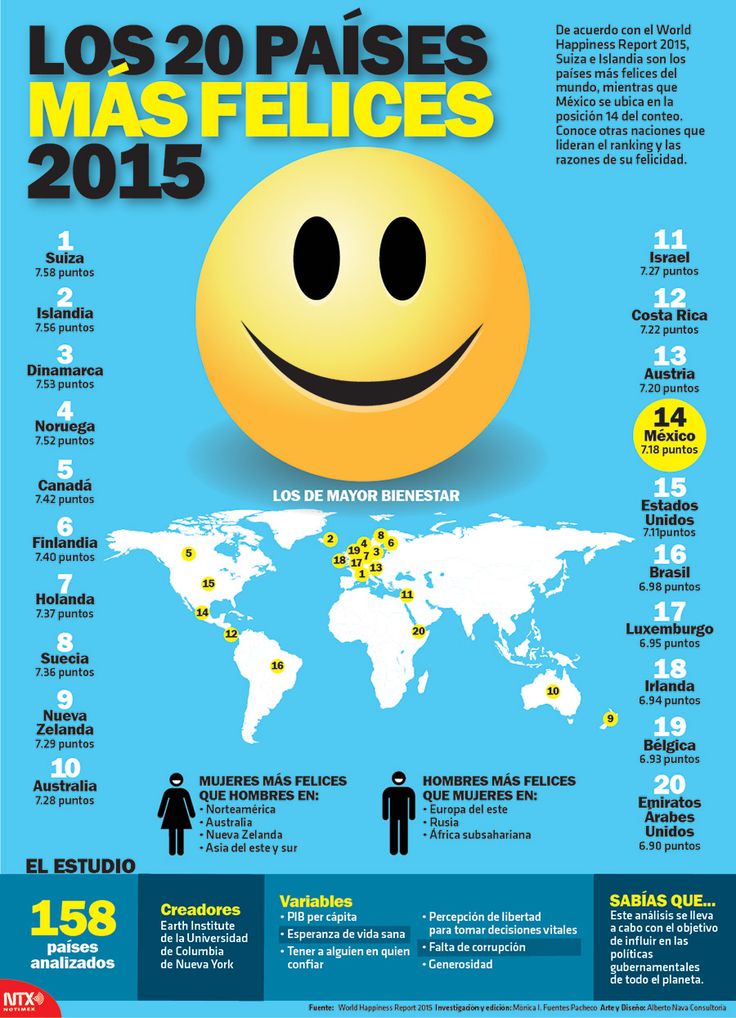 LOS 20 PAÍSES
MÁS FELICES
2015
De acuerdo con el World
Happiness Report 2015,
Suiza e Islandia son los
países más felices del
mundo, mientras que
México se ubica en la
posición 14 del conteo.
Conoce otras naciones que
lideran el ranking y las
razones de su felicidad.
1
Suiza
7.58 puntos
2
Islandia
7.56 puntos
3
Dinamarca
7.53 puntos
4
Noruega
7.52 puntos
5
Canadá
7.42 puntos
6
Finlandia
7.40 puntos
7
Holanda
7.37 puntos
8
Suecia
7.36 puntos
9
Nueva
Zelanda
7.29 puntos
10
Australia
7.28 puntos
11
Israel
7.27 puntos
12
Costa Rica
7.22 puntos
13
Austria
7.20 puntos
14
México
7.18 puntos
15
Estados
Unidos
7.11puntos
16
Brasil
6.98 puntos
17
Luxemburgo
6.95 puntos
18
Irlanda
6.94 puntos
19
Bélgica
6.93 puntos
20
Emiratos
Árabes
Unidos
6.90 puntos
LOS DE MAYOR BIENESTAR
2
8
4
6
5
19
3
7
18
17
13
1
15
11
14
20
12
16
10
9
MUJERES MÁS FELICES
QUE HOMBRES EN:
• Norteamérica
• Australia
• Nueva Zelanda
• Asia del este y sur
HOMBRES MÁS FELICES
QUE MUJERES EN:
• Europa del este
• Rusia
• África subsahariana
EL ESTUDIO
158
países
analizados
Creadores
Earth Institute
de la Universidad
de Columbia
de Nueva York
Variables
• PIB per cápita
• Esperanza de vida sana
• Tener a alguien en quien
confiar
• Percepción de libertad
para tomar decisiones vitales
• Falta de corrupción
• Generosidad
SABÍAS QUE...
Este análisis se lleva
a cabo con el objetivo
de influir en las
políticas
gubernamentales
de todo el planeta.
NTX
NOTIMEX
Fuente: World Happiness Report 2015 Investigación y edición: Mónica I. Fuentes Pacheco Arte y Diseño: Alberto Nava Consultoría